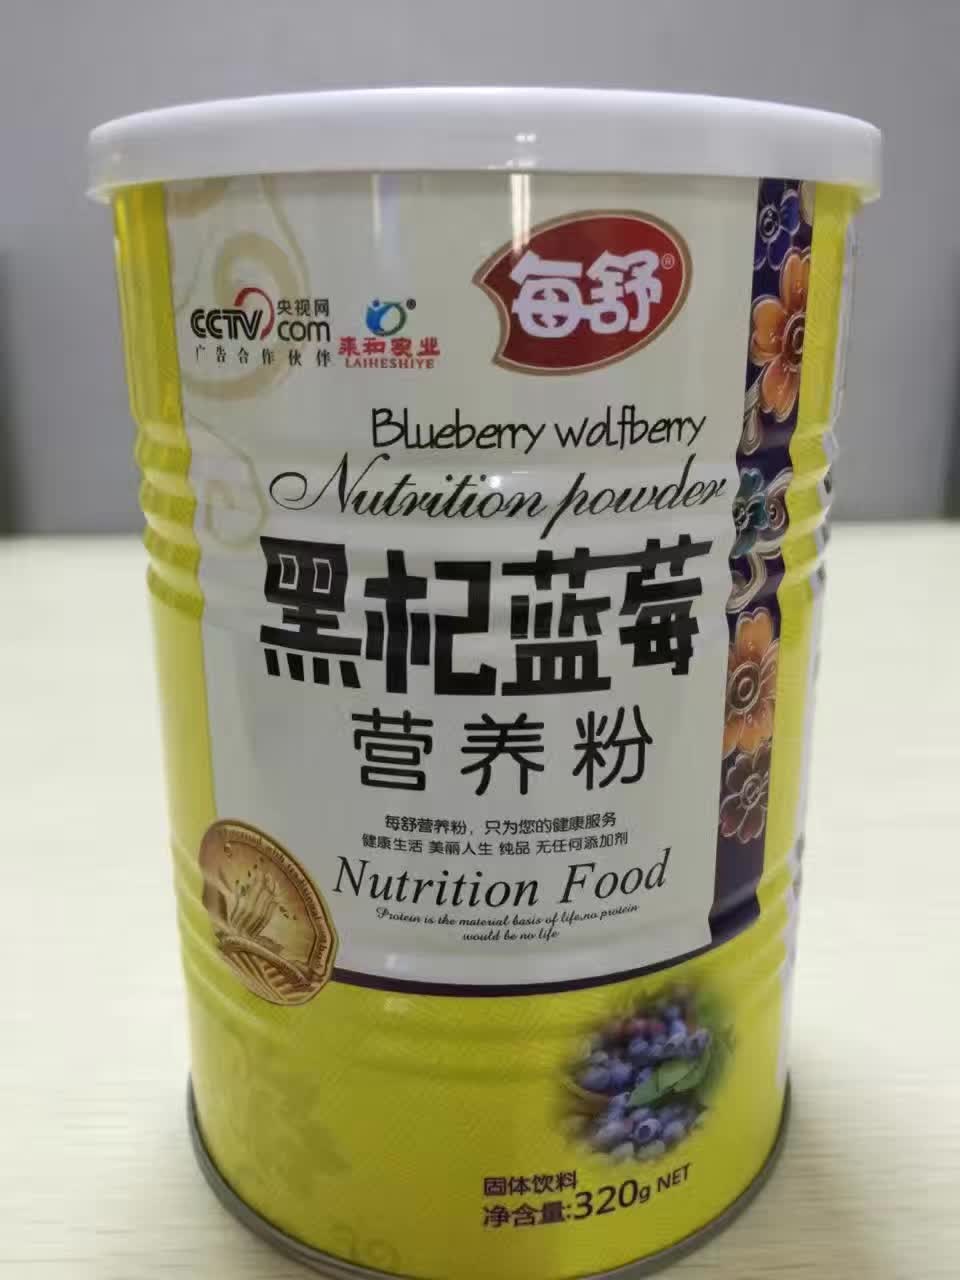 每舒®
CCTV 央视网
com
广告合作伙伴
®
来和实业
LAIHESHIYE
Blueberry wolfberry
Nutrition powder
黑杞蓝莓
营养粉
每舒营养粉，只为您的健康服务
健康生活 美丽人生 纯品 无任何添加剂
Nutrition Food
Protein is the material basis of life,no protein
would be no life
固体饮料
净含量:320g NET